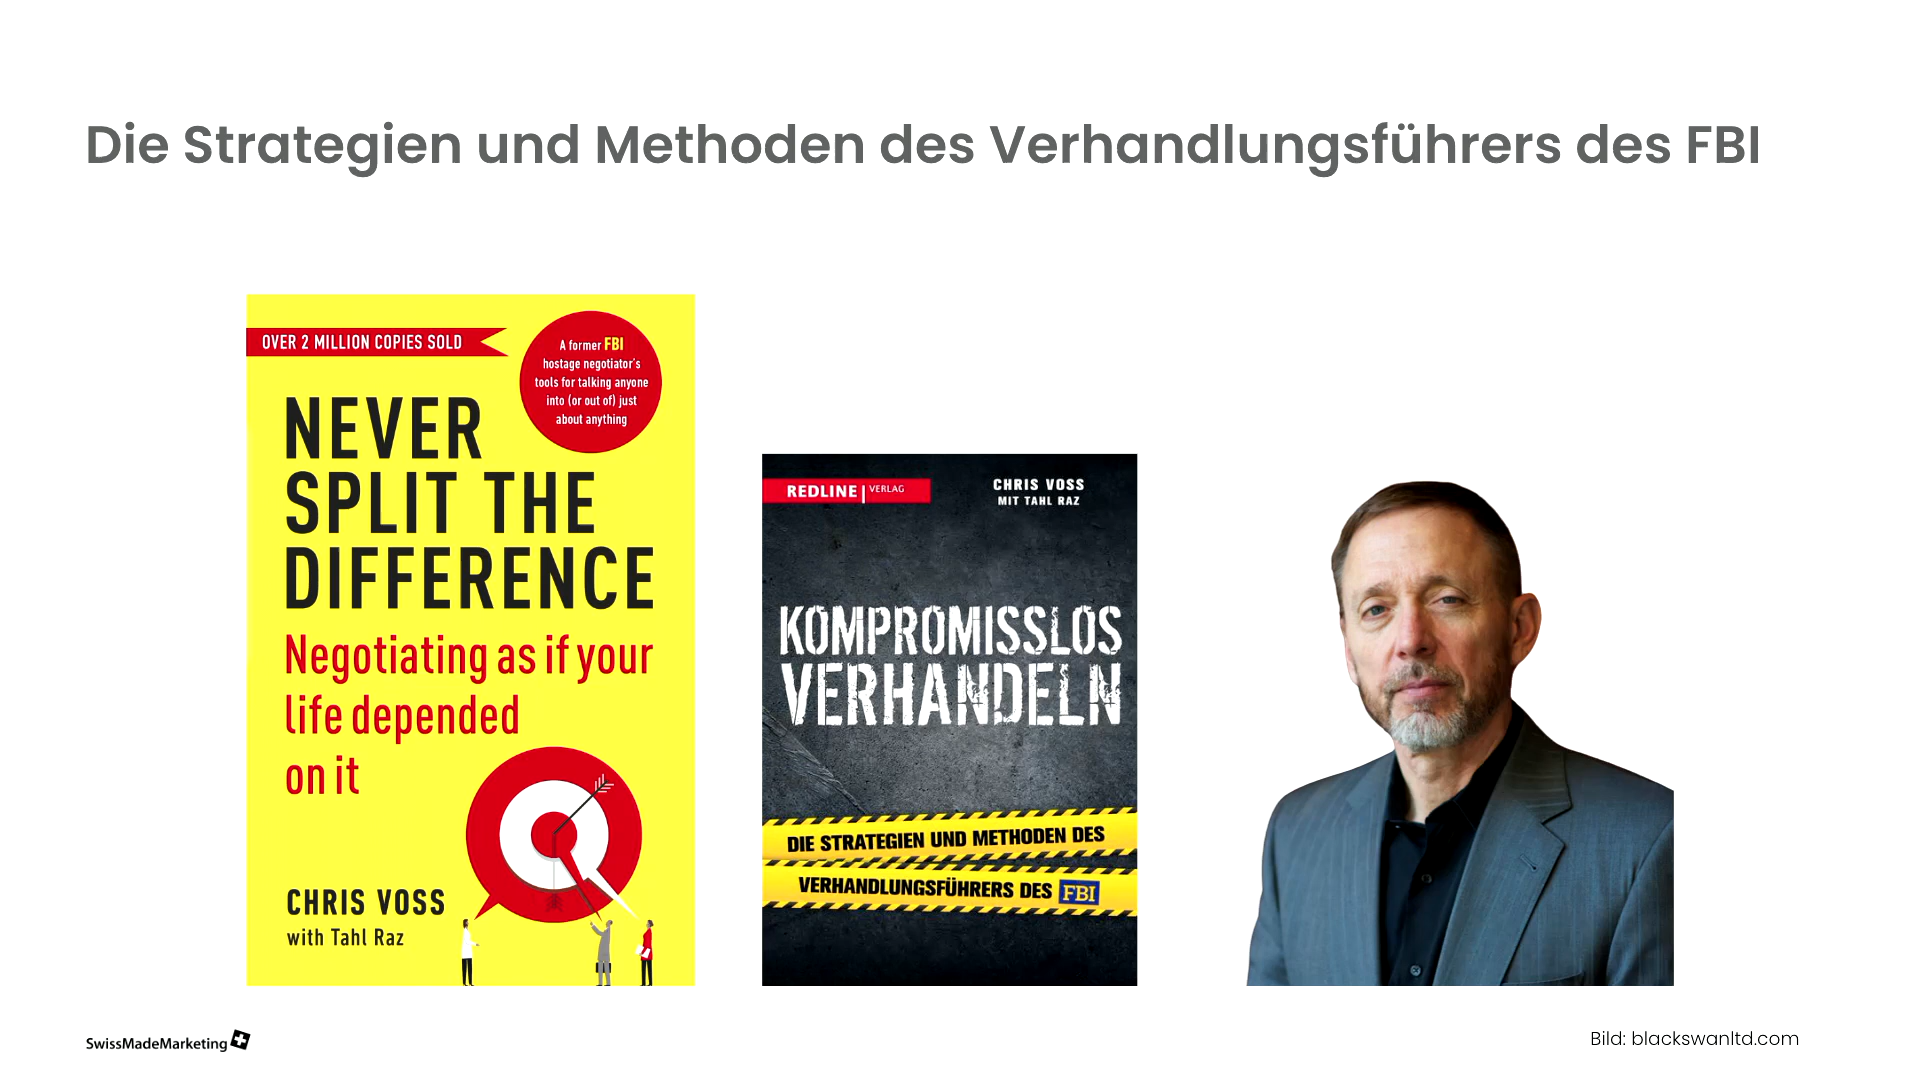 Die Strategien und Methoden des Verhandlungsführers des FBI
OVER 2 MILLION COPIES SOLD
A former FBI
hostage negotiator's
tools for talking anyone
into (or out of) just
about anything
NEVER
SPLIT THE
DIFFERENCE
Negotiating as if your
life depended
on it
CHRIS VOSS
with Tahl Raz
REDLINE | VERLAG
CHRIS VOSS
MIT TAHL RAZ
KOMPROMISSLOS
VERHANDELN
DIE STRATEGIEN UND METHODEN DES
VERHANDLUNGSFÜHRERS DES FBI
SwissMadeMarketing
Bild: blackswanltd.com